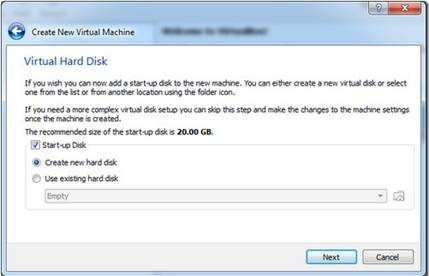 Create New Virtual Machine
Welcome to VirtualBox!
Virtual Hard Disk
If you wish you can now add a start-up disk to the new machine. You can either create a new virtual disk or select
one from the list or from another location using the folder icon.
If you need a more complex virtual disk setup you can skip this step and make the changes to the machine settings
once the machine is created.
The recommended size of the start-up disk is 20.00 GB.
Start-up Disk
Create new hard disk
Use existing hard disk
Empty
Next
Cancel